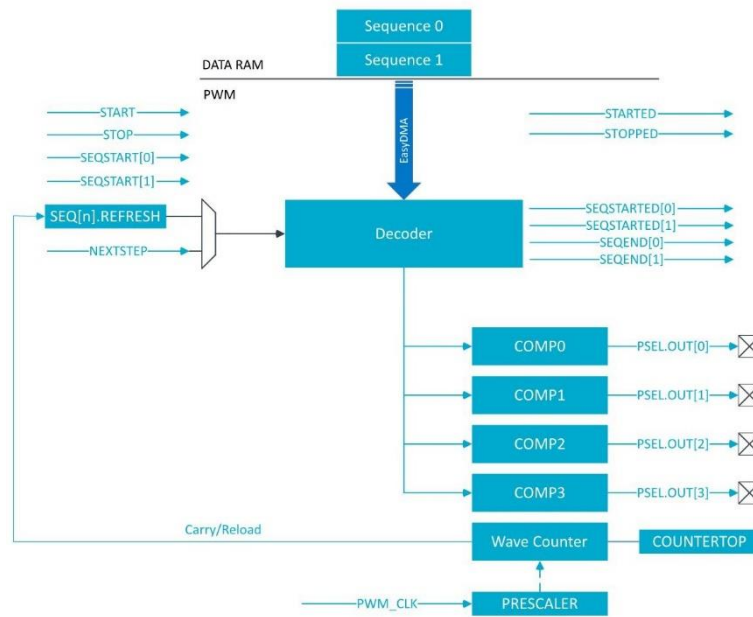 Sequence 0
Sequence 1
DATA RAM
PWM
START
STOP
SEQSTART[0]
SEQSTART[1]
SEQ[n].REFRESH
NEXTSTEP
EasyDMA
Decoder
STARTED
STOPPED
SEQSTARTED[0]
SEQSTARTED[1]
SEQEND[0]
SEQEND[1]
COMP0
PSEL.OUT[0]
COMP1
PSEL.OUT[1]
COMP2
PSEL.OUT[2]
COMP3
PSEL.OUT[3]
Carry/Reload
Wave Counter
COUNTERTOP
PWM_CLK
PRESCALER